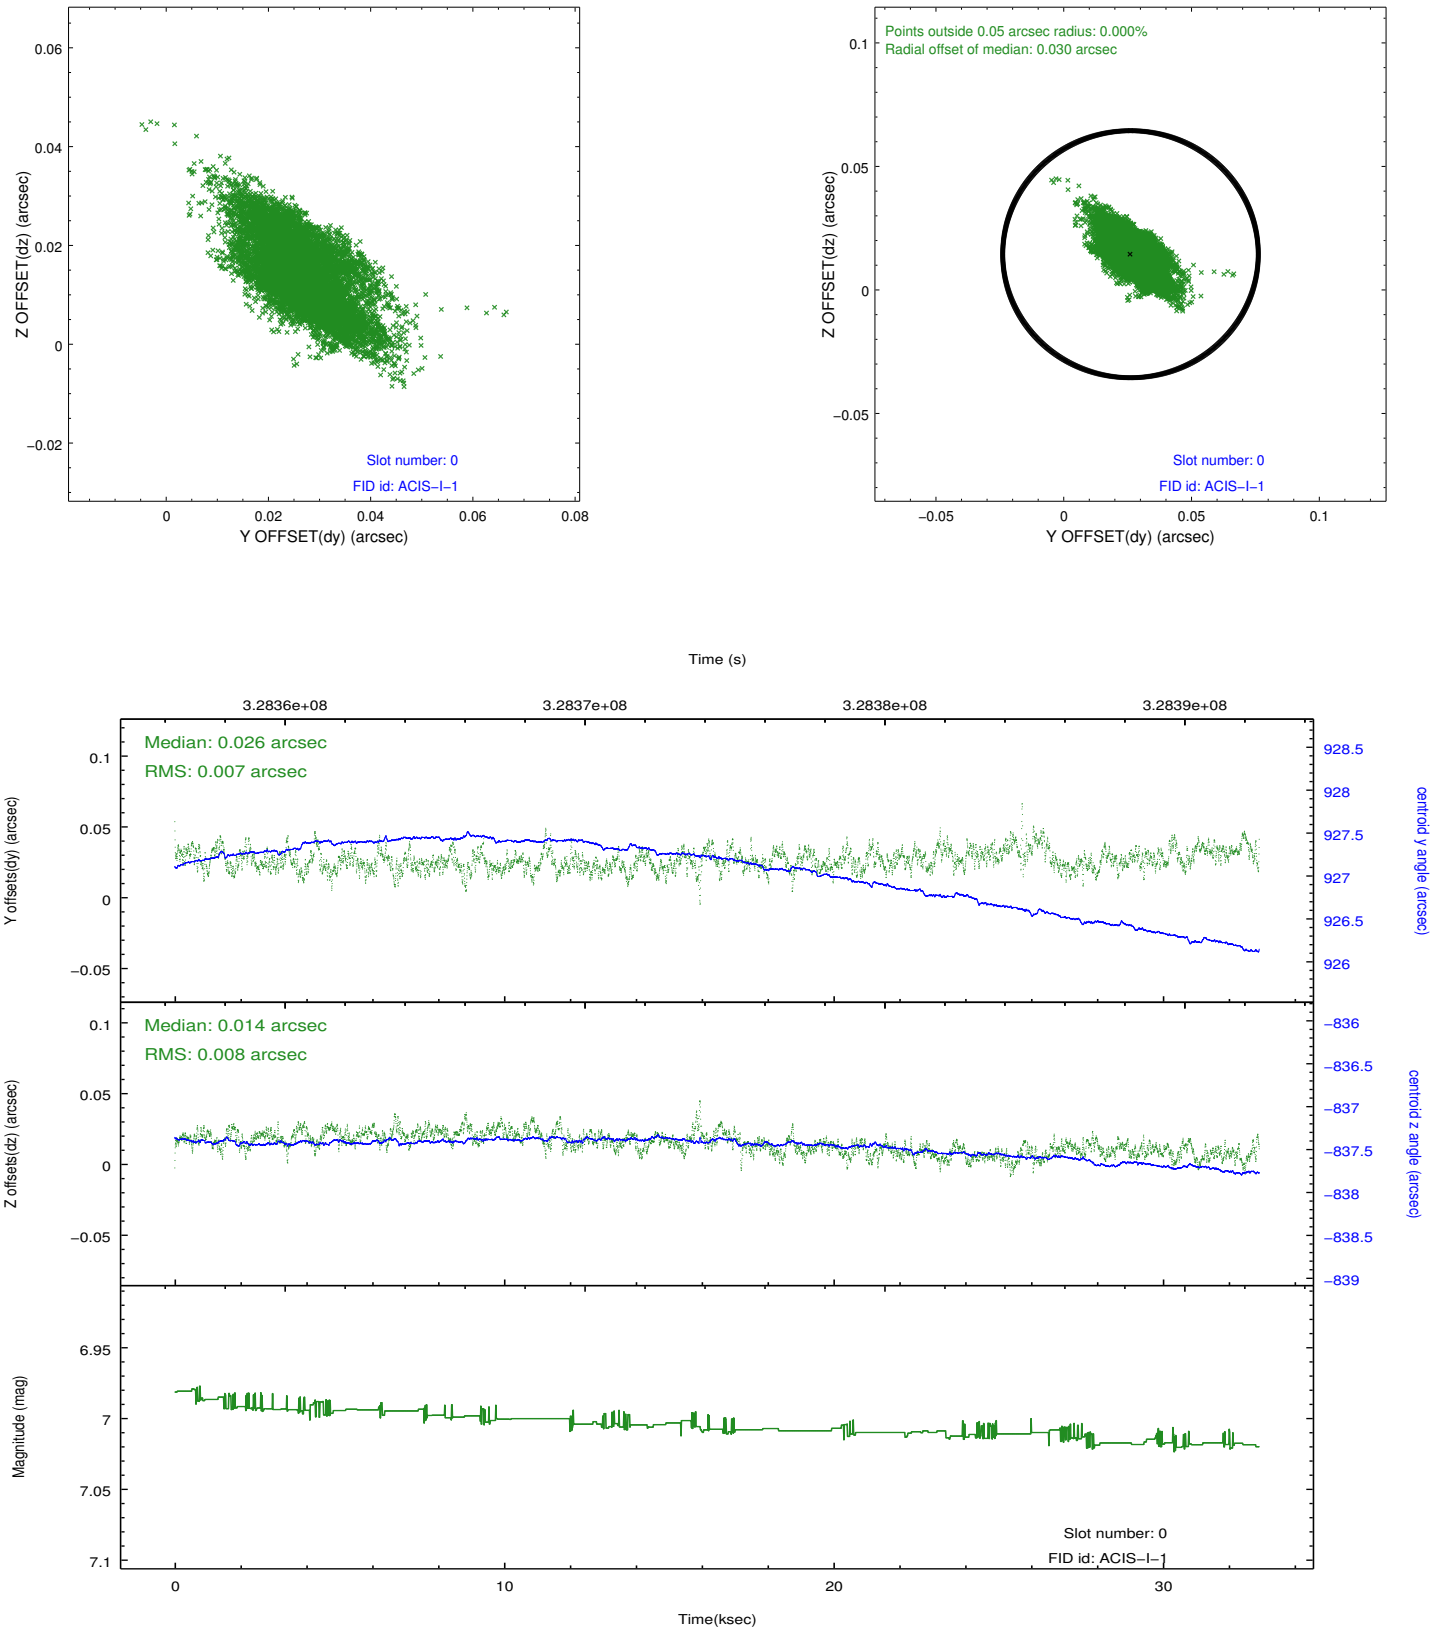 0.06
0.04
0.02
0
−0.02
Z OFFSET(dz) (arcsec)
Slot number: 0
FID id: ACIS−I−1
0 0.02 0.04 0.06 0.08
Y OFFSET(dy) (arcsec)
Points outside 0.05 arcsec radius: 0.000%
Radial offset of median: 0.030 arcsec
0.1
0.05
0
−0.05
Z OFFSET(dz) (arcsec)
Slot number: 0
FID id: ACIS−I−1
−0.05 0 0.05 0.1
Y OFFSET(dy) (arcsec)
Time (s)
3.2836e+08 3.2837e+08 3.2838e+08 3.2839e+08
Median: 0.026 arcsec
RMS: 0.007 arcsec
0.1
0.05
0
−0.05
Y offsets(dy) (arcsec)
928.5
928
927.5
927
926.5
926
centroid y angle (arcsec)
Median: 0.014 arcsec
RMS: 0.008 arcsec
0.1
0.05
0
−0.05
Z offsets(dz) (arcsec)
−836
−836.5
−837
−837.5
−838
−838.5
−839
centroid z angle (arcsec)
6.95
7
7.05
7.1
Magnitude (mag)
Slot number: 0
FID id: ACIS−I−1
0 10 20 30
Time(ksec)